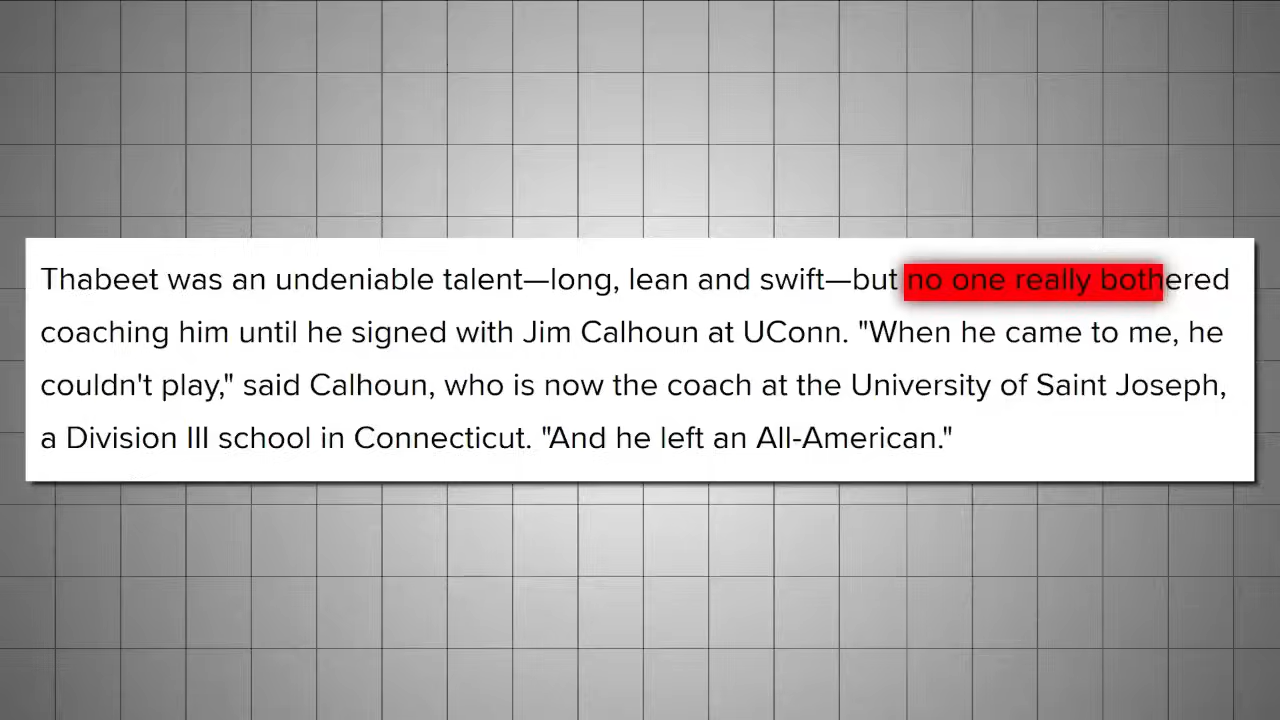 Thabeet was an undeniable talent—long, lean and swift—but no one really bothered
coaching him until he signed with Jim Calhoun at UConn. "When he came to me, he
couldn't play," said Calhoun, who is now the coach at the University of Saint Joseph,
a Division III school in Connecticut. "And he left an All-American."